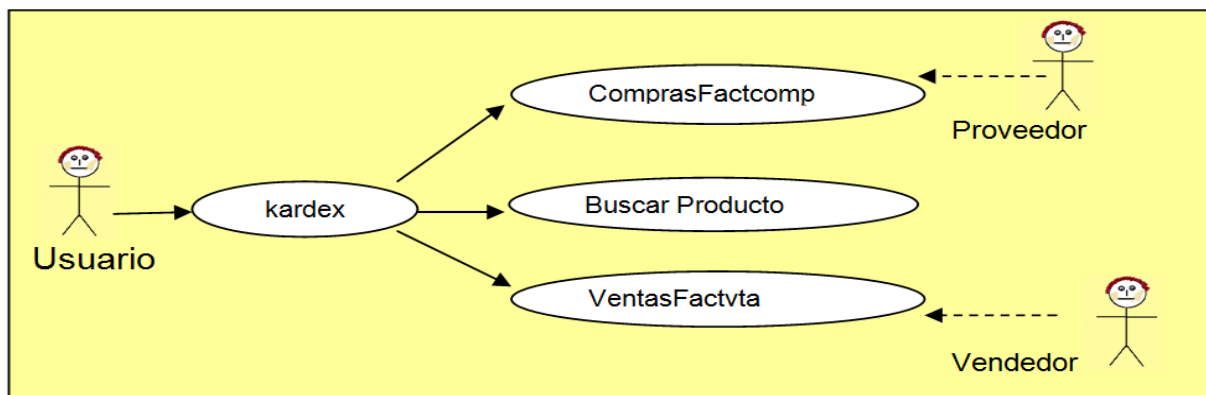 ComprasFactcomp
Proveedor
kardex
Buscar Producto
Usuario
VentasFactvta
Vendedor